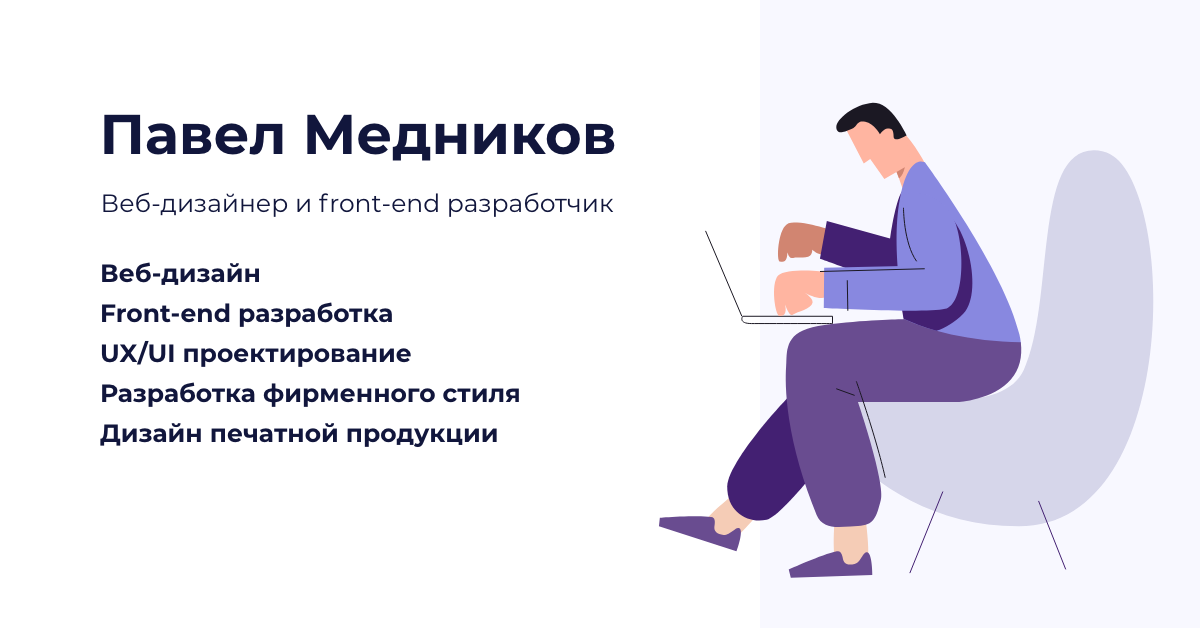 Павел Медников
Веб-дизайнер и front-end разработчик
Веб-дизайн
Front-end разработка
UX/UI проектирование
Разработка фирменного стиля
Дизайн печатной продукции